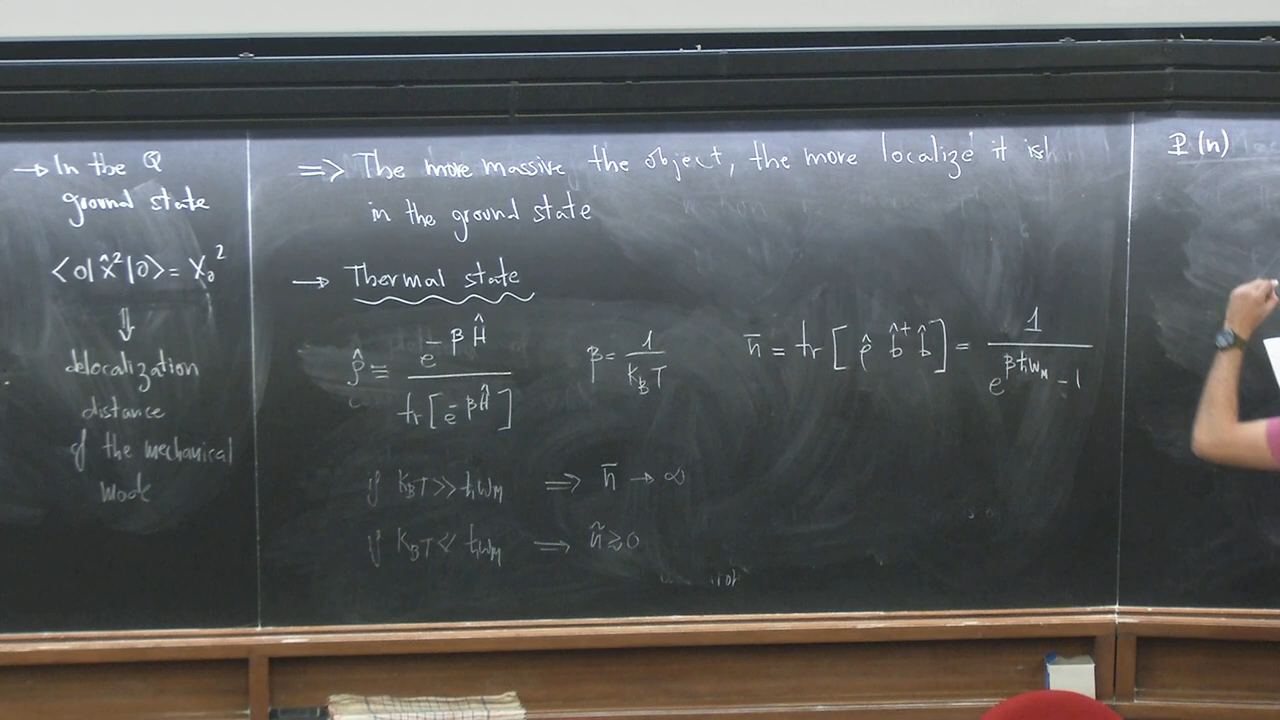 → In the Q
ground state
⟨0|x̂²|0⟩ = X₀²
⇓
delocalization
distance
of the mechanical
mode
=> The more massive the object, the more localize it is
in the ground state
→ Thermal state
ρ̂ ≡ e^{-βĤ} / tr[e^{-βĤ}]
β = 1 / K_B T
n̄ = tr[ρ̂ b̂⁺ b̂] = 1 / (e^{βħω_M} - 1)
if K_BT >> ħω_M => n̄ → ∞
if K_BT << ħω_M => ñ ≳ 0
P(n)